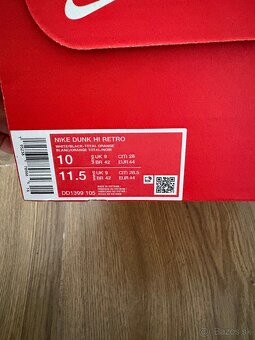 NIKE DUNK HI RETRO
WHITE/BLACK-TOTAL ORANGE
BLANC/ORANGE TOTAL/NOIR
10 UK 9 CM 28
BR 42 EUR 44
11.5 UK 9 CM 28.5
BR 42 EUR 44
DD1399 105